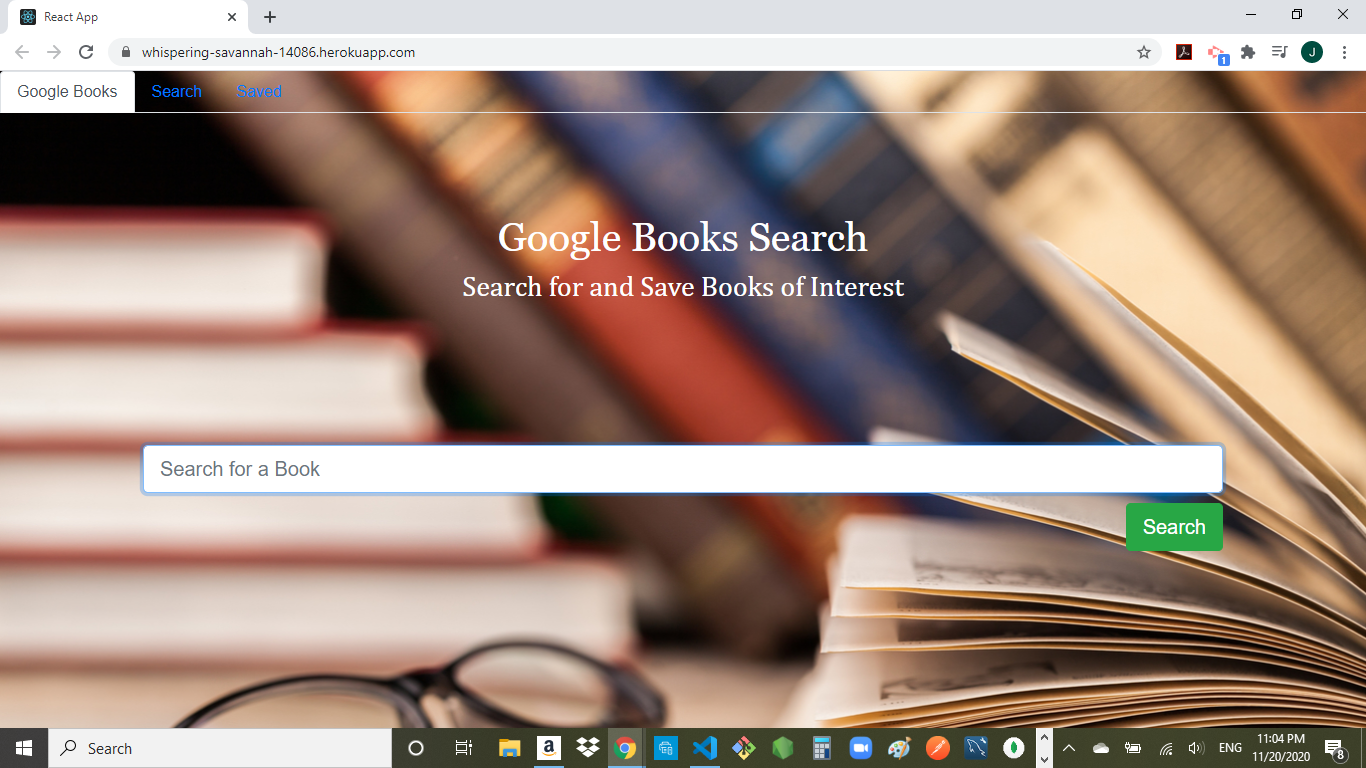 React App
whispering-savannah-14086.herokuapp.com
1
J
Google Books Search Saved
Google Books Search
Search for and Save Books of Interest
Search for a Book
Search
Search
a
ENG
11:04 PM
11/20/2020
8